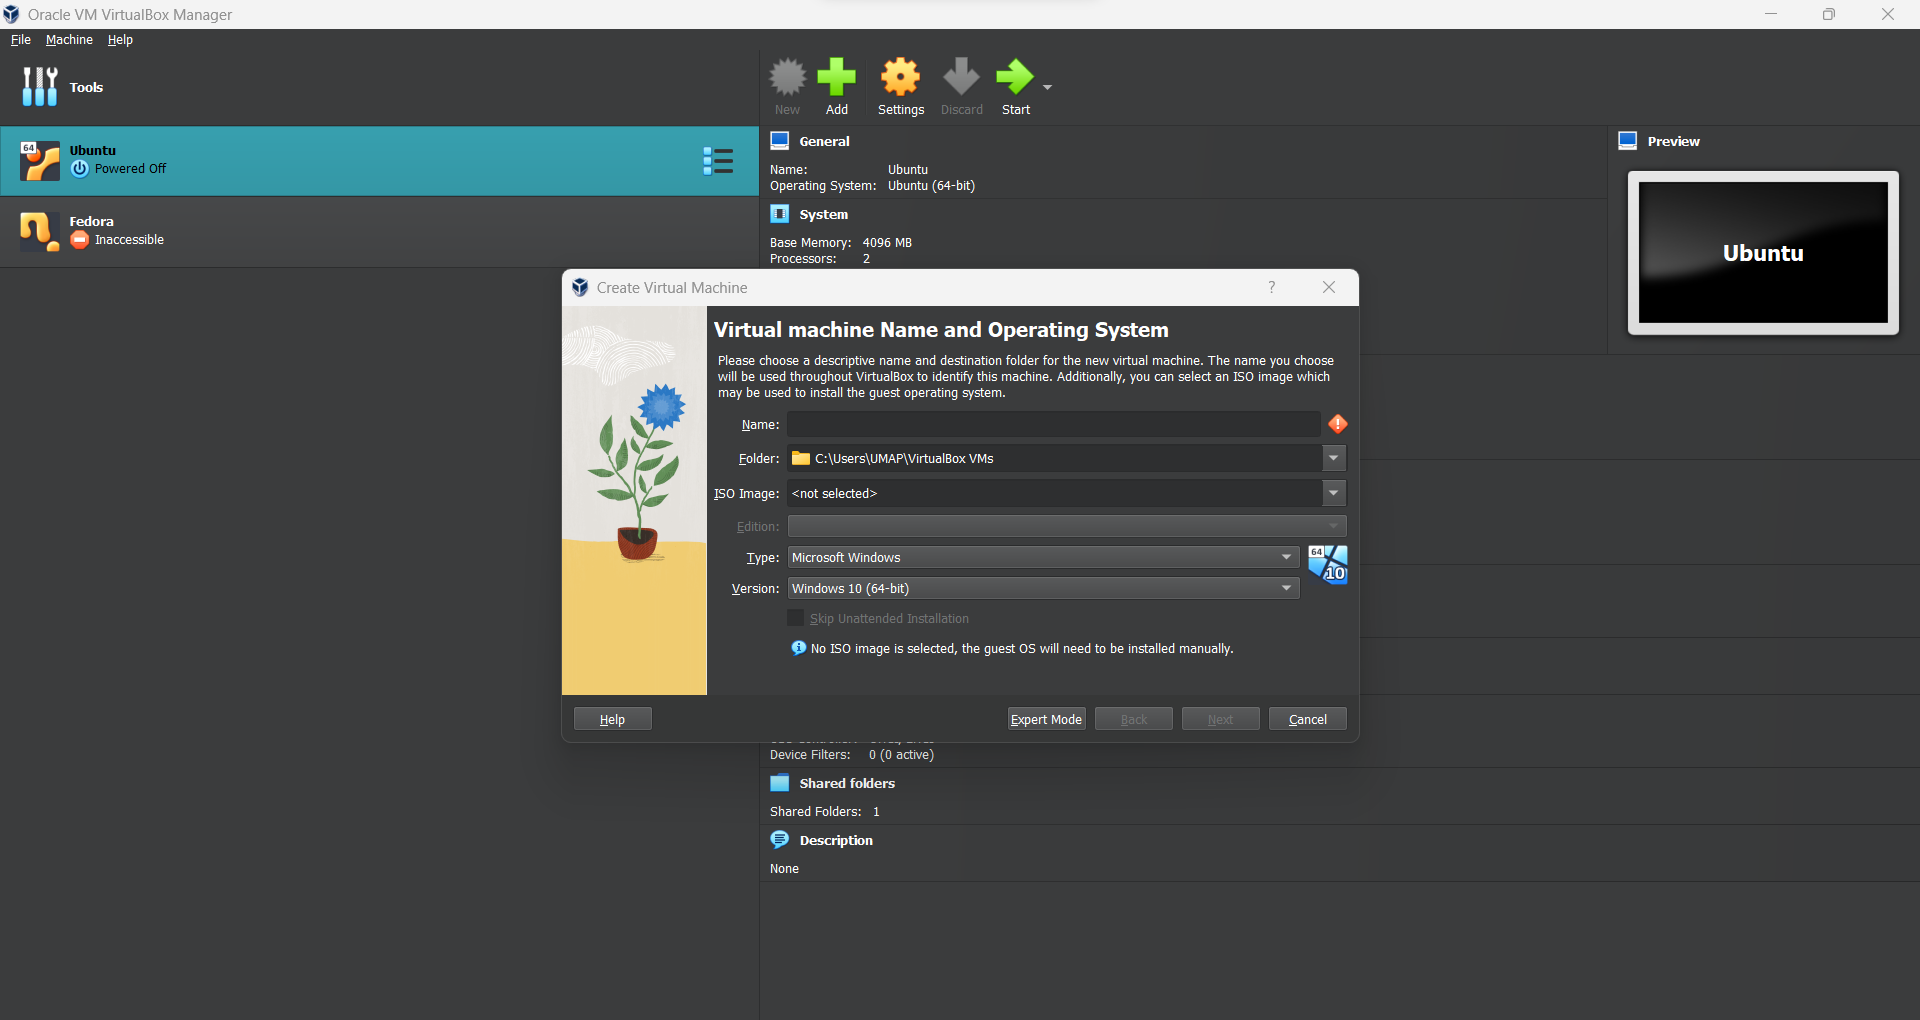 Oracle VM VirtualBox Manager
File Machine Help
Tools
New
Add
Settings
Discard
Start
64
Ubuntu
Powered Off
Fedora
Inaccessible
General
Name: Ubuntu
Operating System: Ubuntu (64-bit)
System
Base Memory: 4096 MB
Processors: 2
Preview
Ubuntu
Create Virtual Machine
?
Virtual machine Name and Operating System
Please choose a descriptive name and destination folder for the new virtual machine. The name you choose
will be used throughout VirtualBox to identify this machine. Additionally, you can select an ISO image which
may be used to install the guest operating system.
Name:
Folder: C:\Users\UMAP\VirtualBox VMs
ISO Image: <not selected>
Edition:
Type: Microsoft Windows
64
10
Version: Windows 10 (64-bit)
Skip Unattended Installation
No ISO image is selected, the guest OS will need to be installed manually.
Help
Expert Mode
Back
Next
Cancel
Device Filters: 0 (0 active)
Shared folders
Shared Folders: 1
Description
None